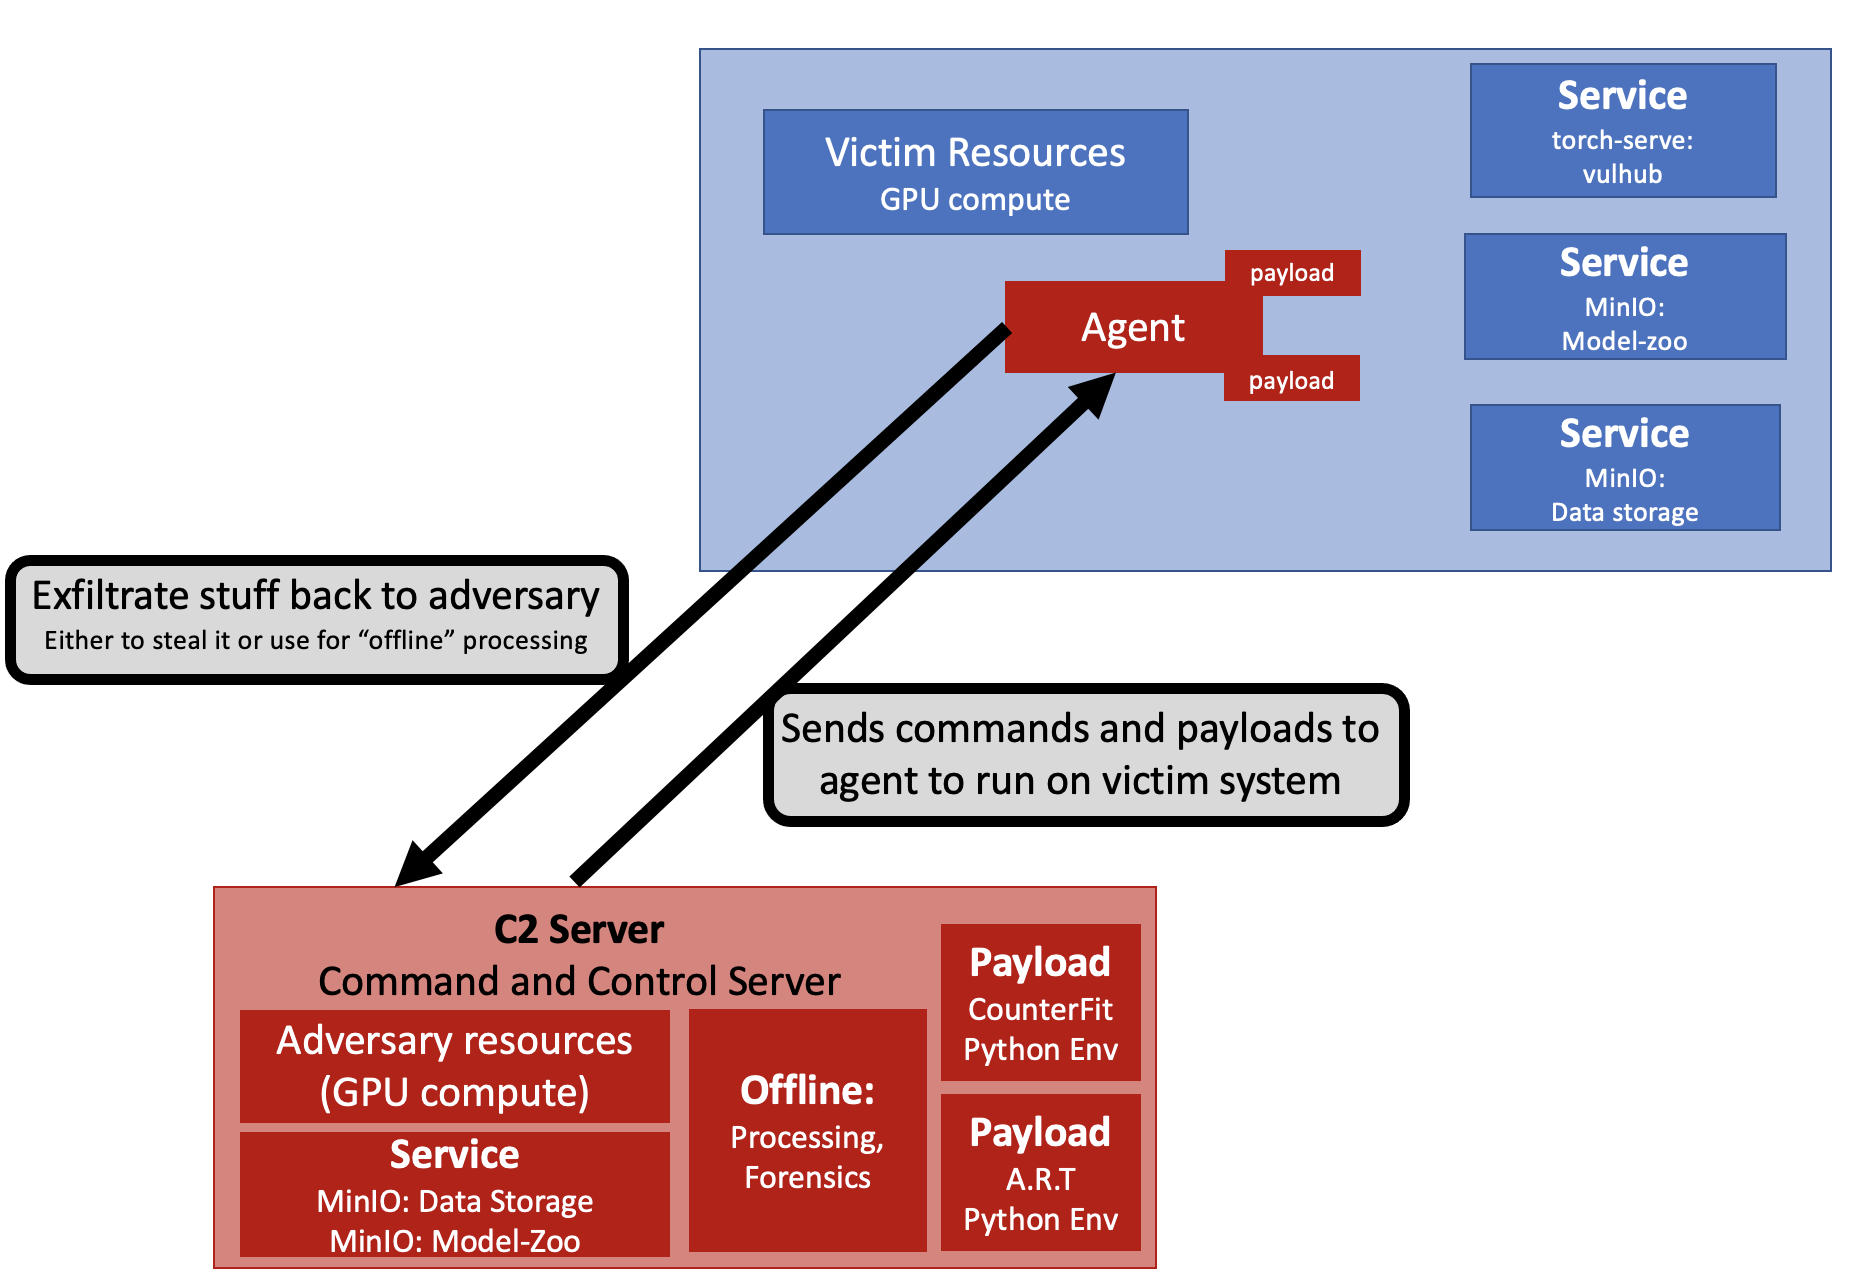 Victim Resources
GPU compute
Service
torch-serve:
vulhub
Service
MinIO:
Model-zoo
Service
MinIO:
Data storage
payload
Agent
payload
Exfiltrate stuff back to adversary
Either to steal it or use for “offline” processing
Sends commands and payloads to
agent to run on victim system
C2 Server
Command and Control Server
Adversary resources
(GPU compute)
Service
MinIO: Data Storage
MinIO: Model-Zoo
Offline:
Processing,
Forensics
Payload
CounterFit
Python Env
Payload
A.R.T
Python Env